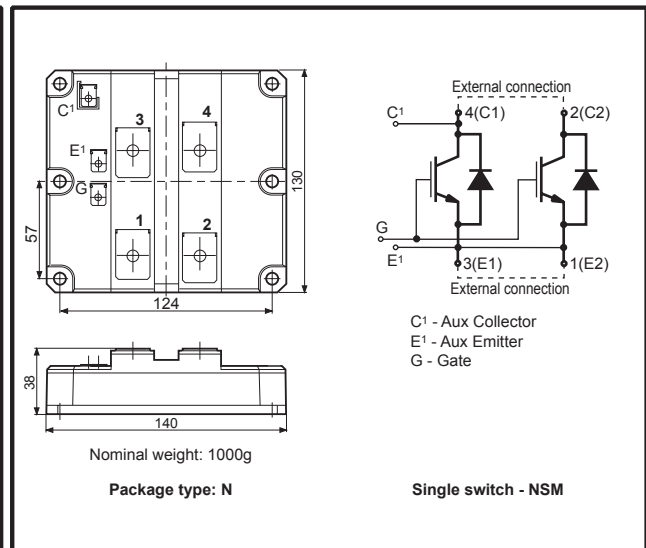 C1
3
4
E1
G
1
2
57
130
124
38
140
Nominal weight: 1000g
Package type: N
External connection
C1
4(C1)
2(C2)
G
E1
3(E1)
1(E2)
External connection
C1 - Aux Collector
E1 - Aux Emitter
G - Gate
Single switch - NSM